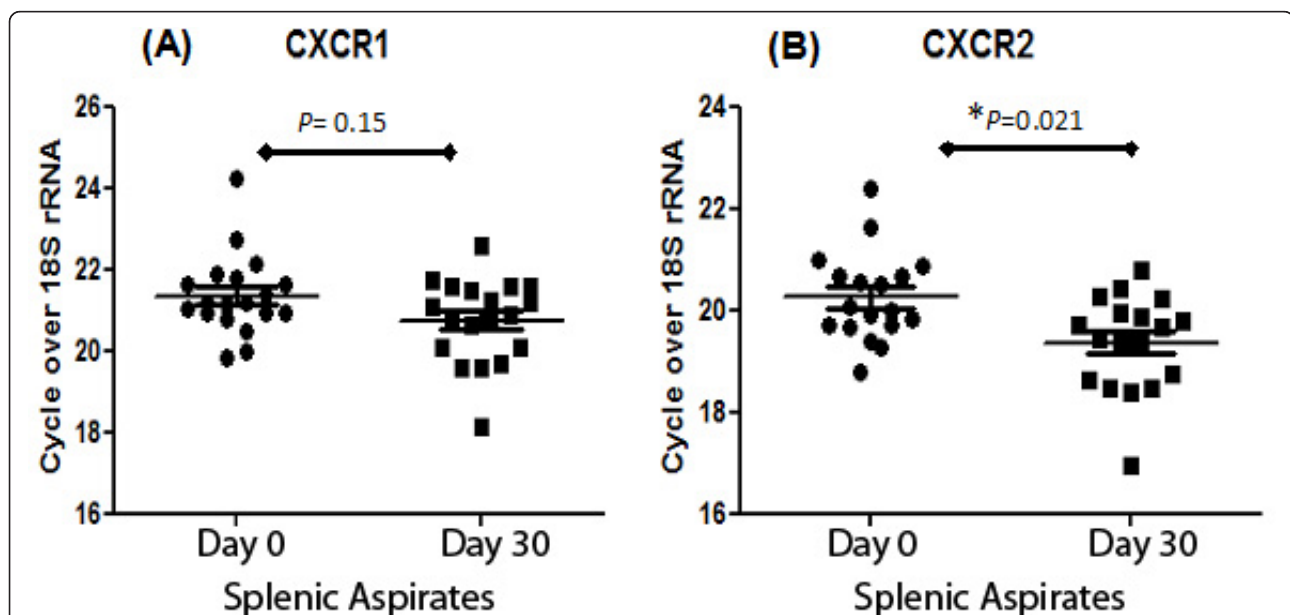 (A) CXCR1
Cycle over 18S rRNA
26
24
22
20
18
16
P= 0.15
Day 0 Day 30
Splenic Aspirates
(B) CXCR2
Cycle over 18S rRNA
24
22
20
18
16
*P=0.021
Day 0 Day 30
Splenic Aspirates